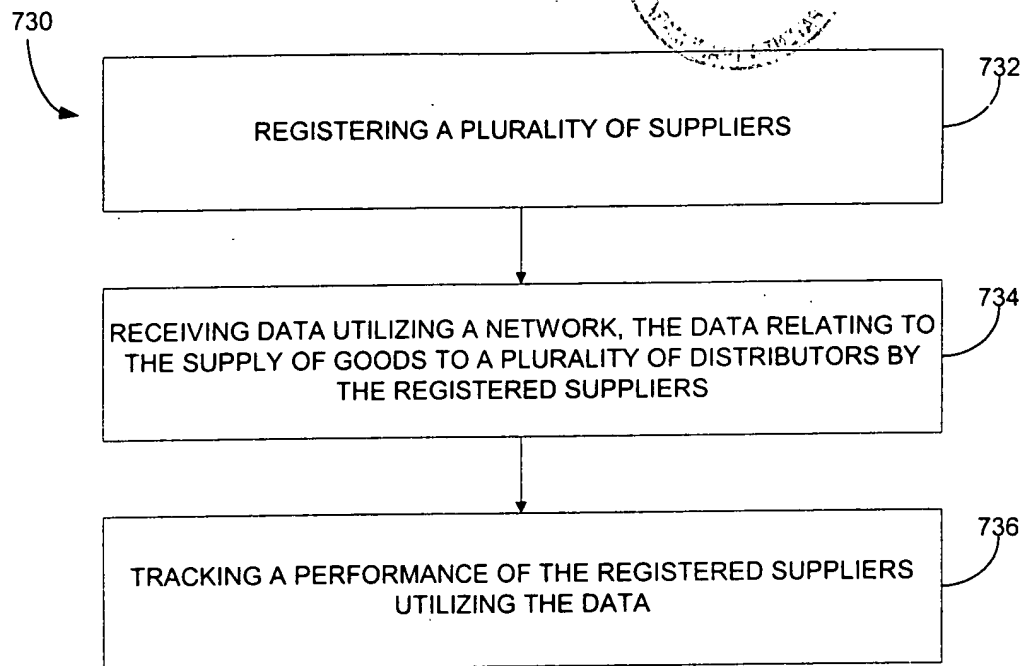 730
732
REGISTERING A PLURALITY OF SUPPLIERS
734
RECEIVING DATA UTILIZING A NETWORK, THE DATA RELATING TO
THE SUPPLY OF GOODS TO A PLURALITY OF DISTRIBUTORS BY
THE REGISTERED SUPPLIERS
736
TRACKING A PERFORMANCE OF THE REGISTERED SUPPLIERS
UTILIZING THE DATA